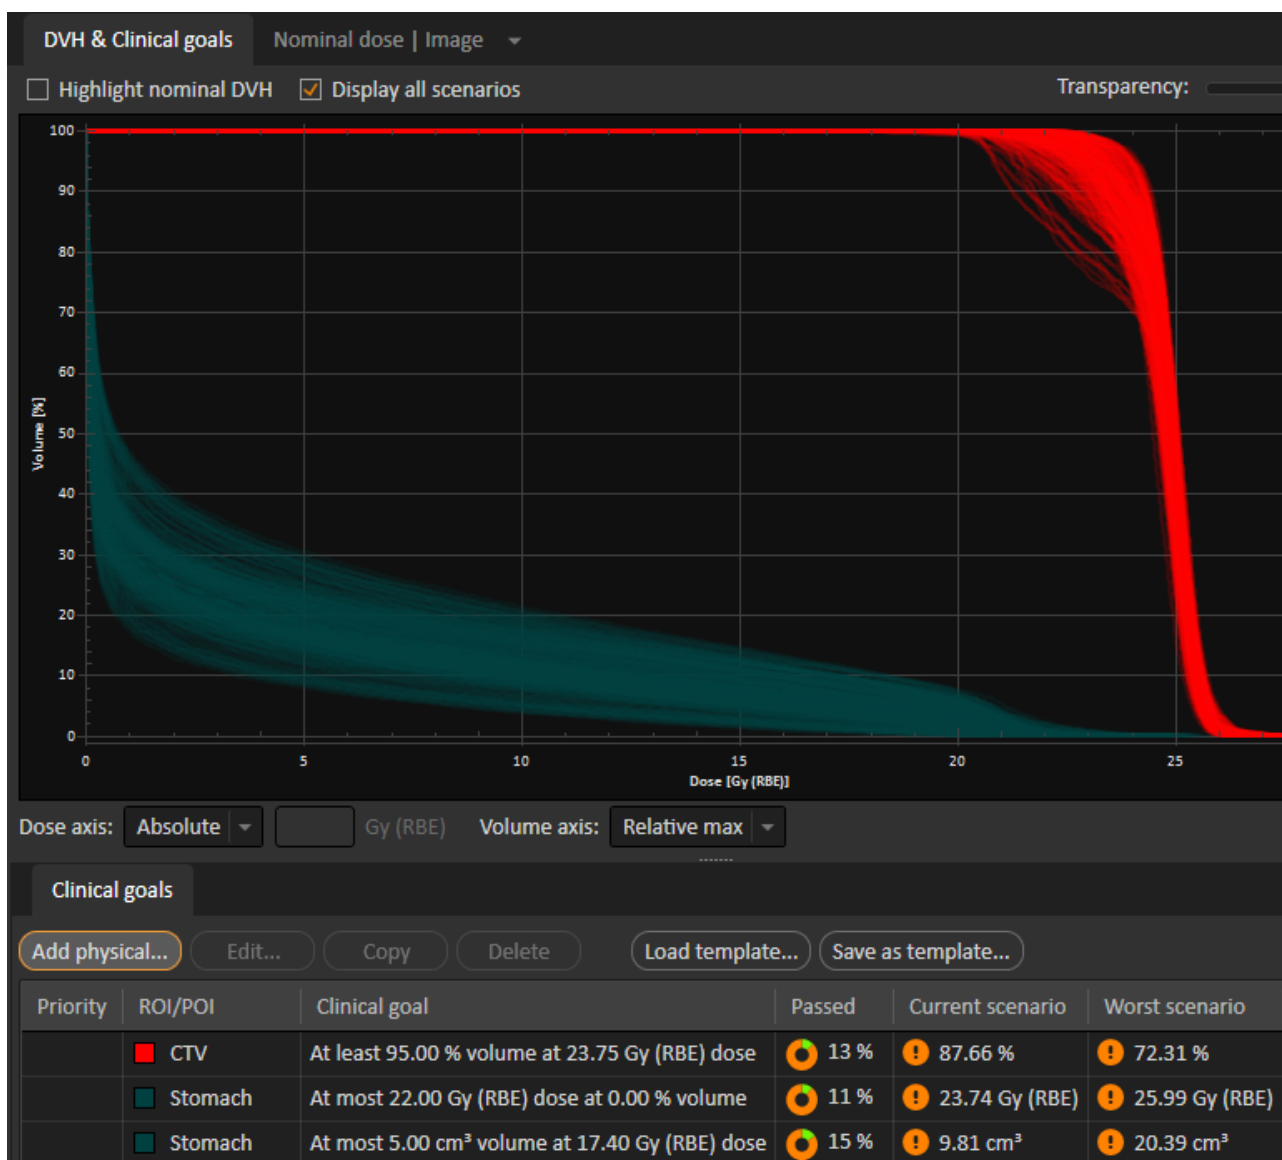 DVH & Clinical goals Nominal dose | Image
Highlight nominal DVH Display all scenarios Transparency:
100
90
80
70
60
50
40
30
20
10
0
Volume [%]
0 5 10 15 20 25
Dose [Gy (RBE)]
Dose axis: Absolute Gy (RBE) Volume axis: Relative max
Clinical goals
Add physical... Edit... Copy Delete Load template... Save as template...
Priority ROI/POI Clinical goal Passed Current scenario Worst scenario
CTV At least 95.00 % volume at 23.75 Gy (RBE) dose 13 % 87.66 % 72.31 %
Stomach At most 22.00 Gy (RBE) dose at 0.00 % volume 11 % 23.74 Gy (RBE) 25.99 Gy (RBE)
Stomach At most 5.00 cm³ volume at 17.40 Gy (RBE) dose 15 % 9.81 cm³ 20.39 cm³